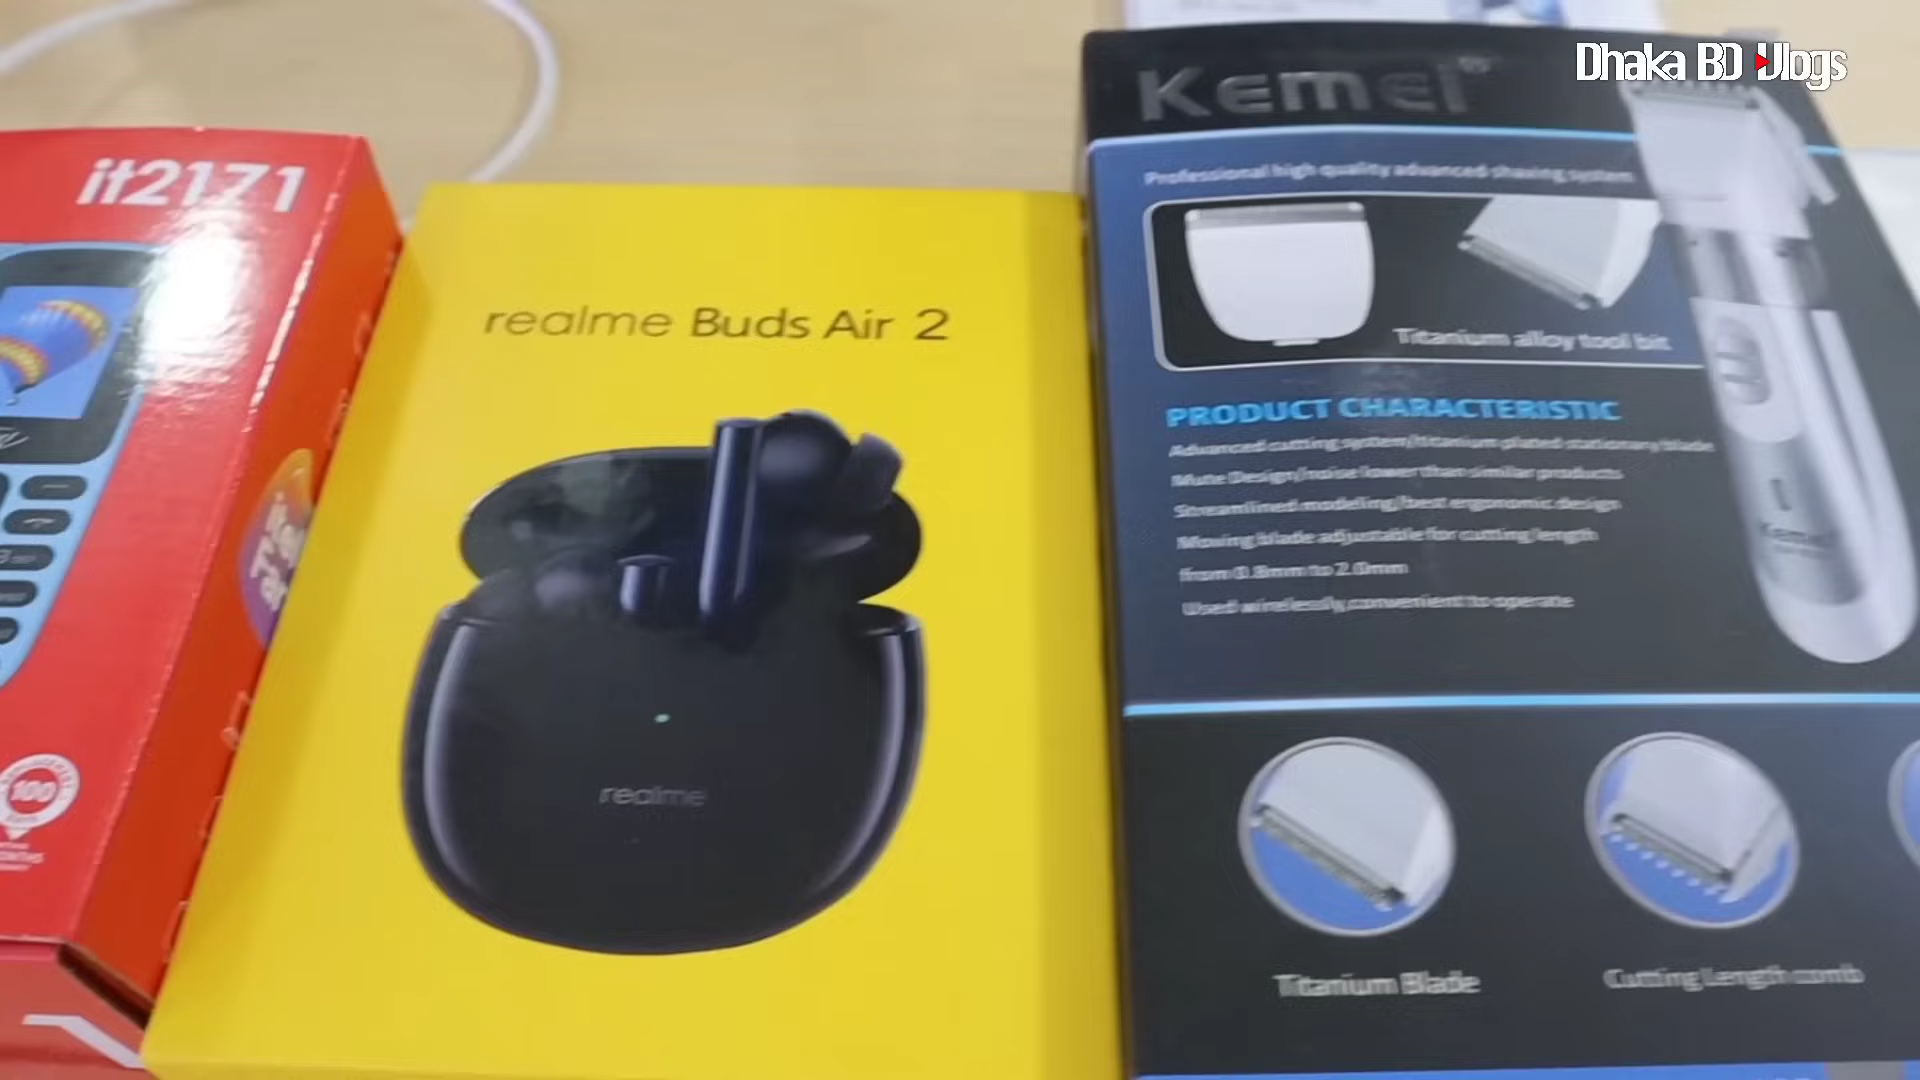 Dhaka BD Vlogs
it2171
100
realme Buds Air 2
realme
Kemei
Professional high quality advanced shaving system
Titanium alloy tool bit
PRODUCT CHARACTERISTIC
Advanced cutting system/titanium plated stationary blade
Mute Design/noise lower than similar products
Streamlined modeling/best ergonomic design
Mowing blade adjustable for cutting length
from 0.8mm to 2.0mm
Used wirelessly,convenient to operate
Kemei
Titanium Blade
Cutting Length comb